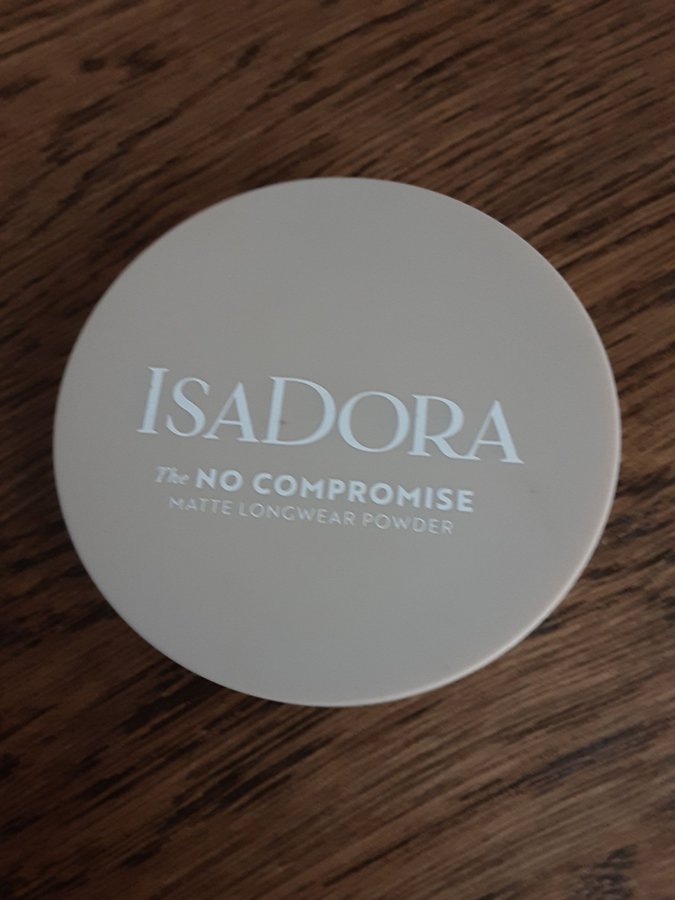 ISADORA
The NO COMPROMISE
MATTE LONGWEAR POWDER